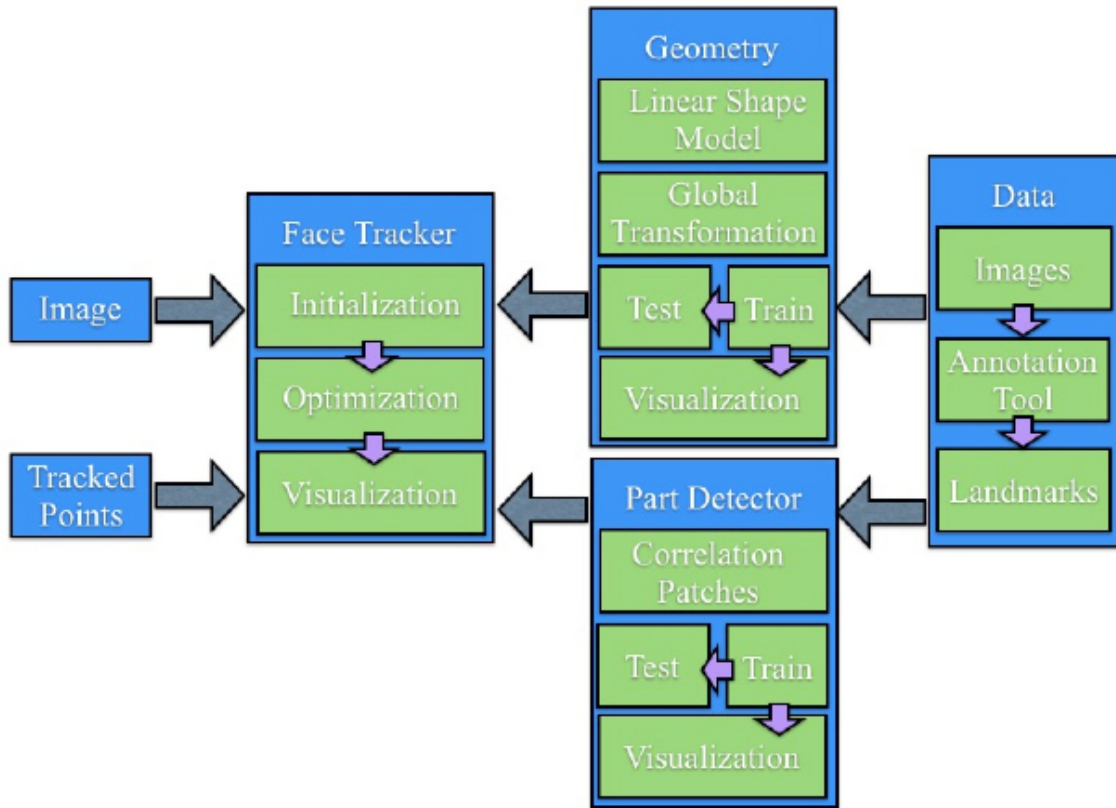 Image
Tracked
Points
Face Tracker
Initialization
Optimization
Visualization
Geometry
Linear Shape
Model
Global
Transformation
Test
Train
Visualization
Part Detector
Correlation
Patches
Test
Train
Visualization
Data
Images
Annotation
Tool
Landmarks